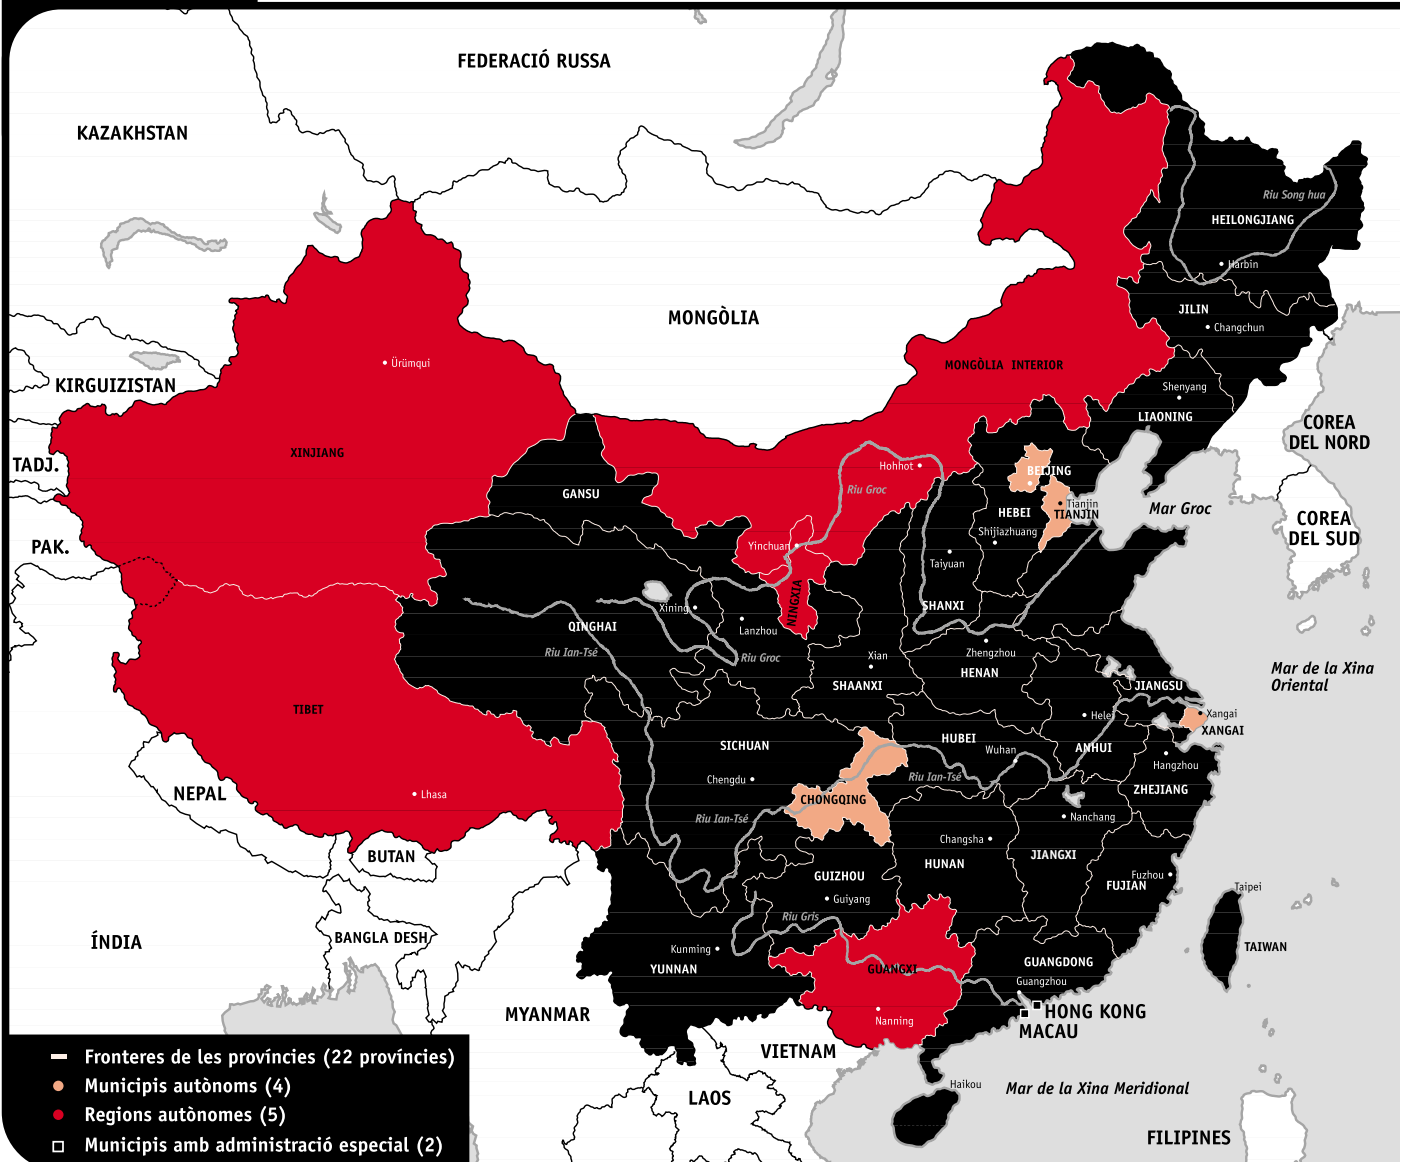 FEDERACIÓ RUSSA
KAZAKHSTAN
Riu Song hua
HEILONGJIANG
Harbin
JILIN
Changchun
MONGÒLIA
Ürümqui
MONGÒLIA INTERIOR
KIRGUIZISTAN
Shenyang
LIAONING
COREA
DEL NORD
XINJIANG
TADJ.
Hohhot
BEIJING
Riu Groc
GANSU
Tianjin
TIANJIN
HEBEI
Mar Groc
COREA
DEL SUD
Shijiazhuang
PAK.
Yinchuan
Taiyuan
NINGXIA
SHANXI
Xining
Lanzhou
QINGHAI
Riu Ian-Tsé
Riu Groc
Xian
Zhengzhou
HENAN
Mar de la Xina
Oriental
SHAANXI
JIANGSU
TIBET
Hefei
Xangai
XANGAI
SICHUAN
HUBEI
Wuhan
ANHUI
Hangzhou
Chengdu
Riu Ian-Tsé
ZHEJIANG
NEPAL
Lhasa
CHONGQING
Riu Ian-Tsé
Nanchang
Changsha
BUTAN
HUNAN
JIANGXI
GUIZHOU
Fuzhou
FUJIAN
Guiyang
Taipei
Riu Gris
ÍNDIA
BANGLA DESH
Kunming
YUNNAN
GUANGXI
GUANGDONG
TAIWAN
Guangzhou
HONG KONG
MACAU
MYANMAR
Nanning
VIETNAM
LAOS
Haikou
Mar de la Xina Meridional
FILIPINES
Fronteres de les províncies (22 províncies)
Municipis autònoms (4)
Regions autònomes (5)
Municipis amb administració especial (2)